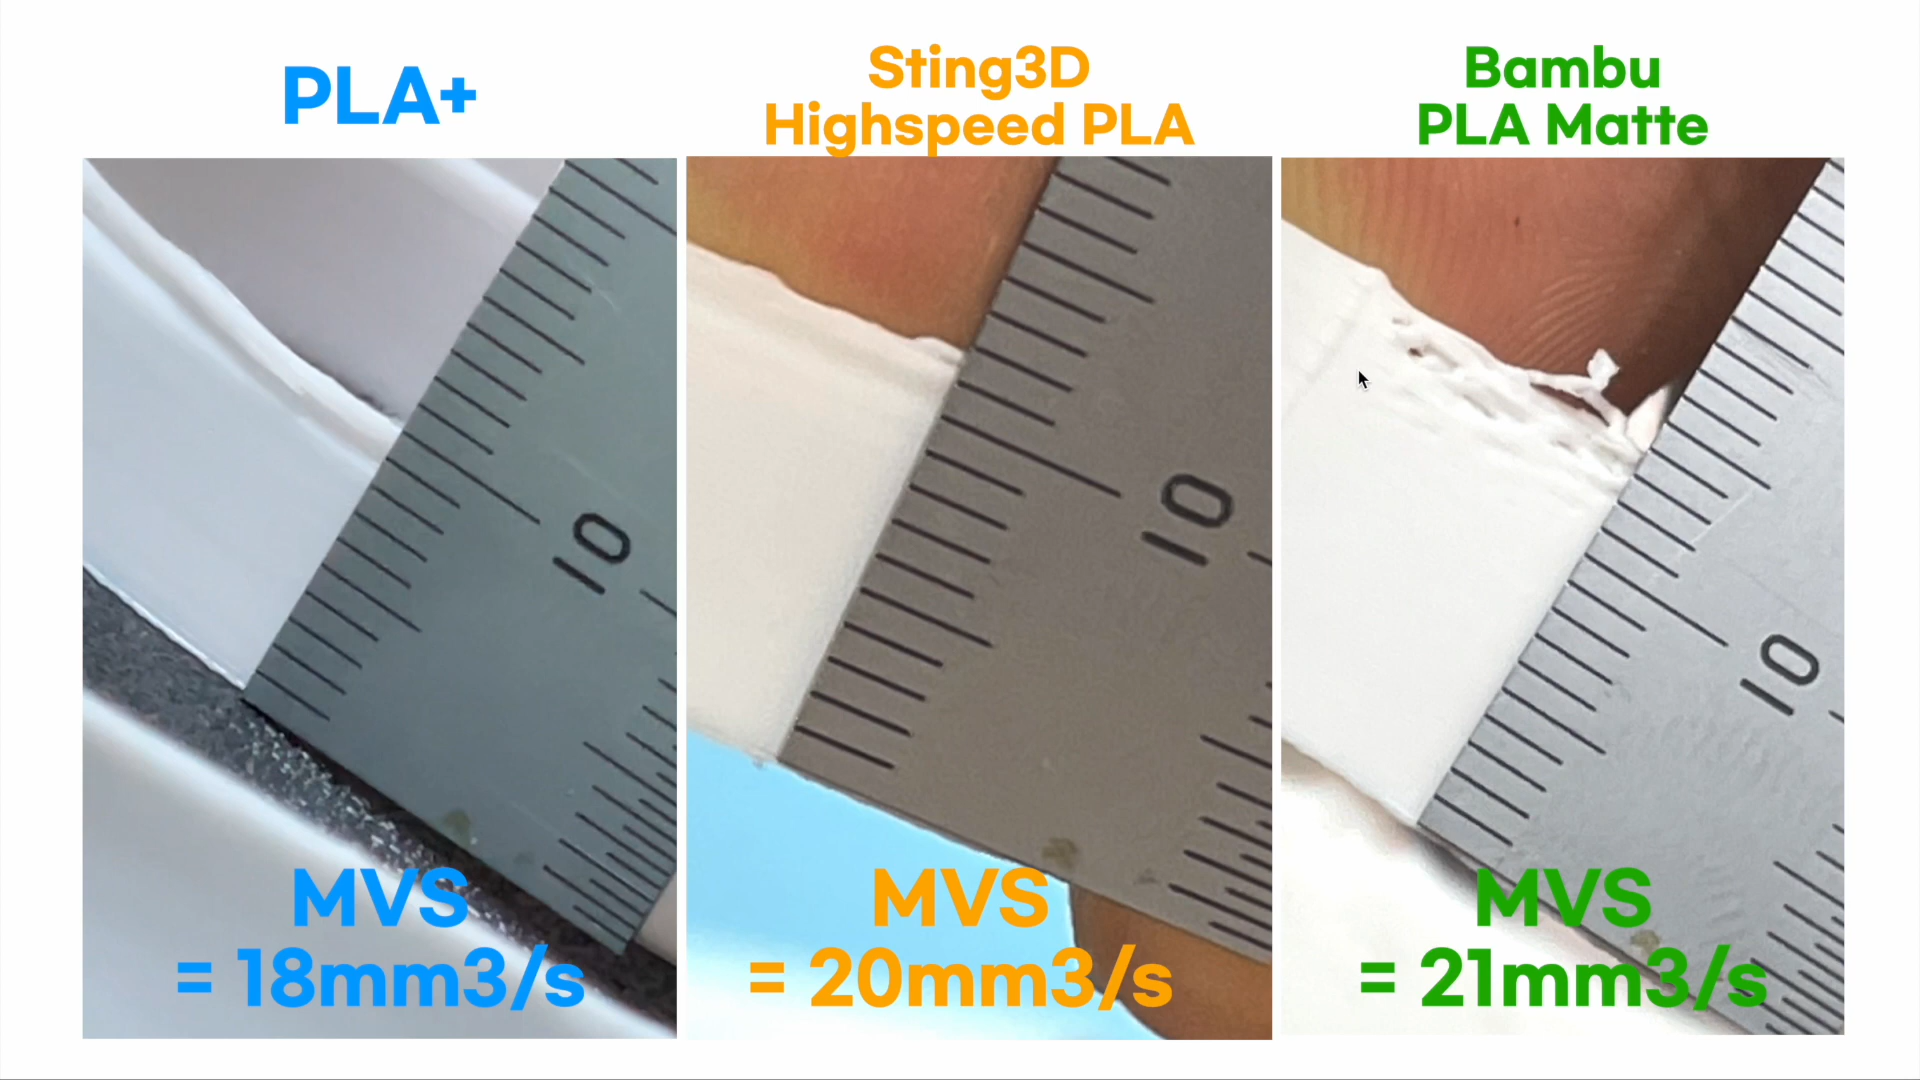 PLA+
Sting3D
Highspeed PLA
Bambu
PLA Matte
10
10
10
MVS
= 18mm3/s
MVS
= 20mm3/s
MVS
= 21mm3/s